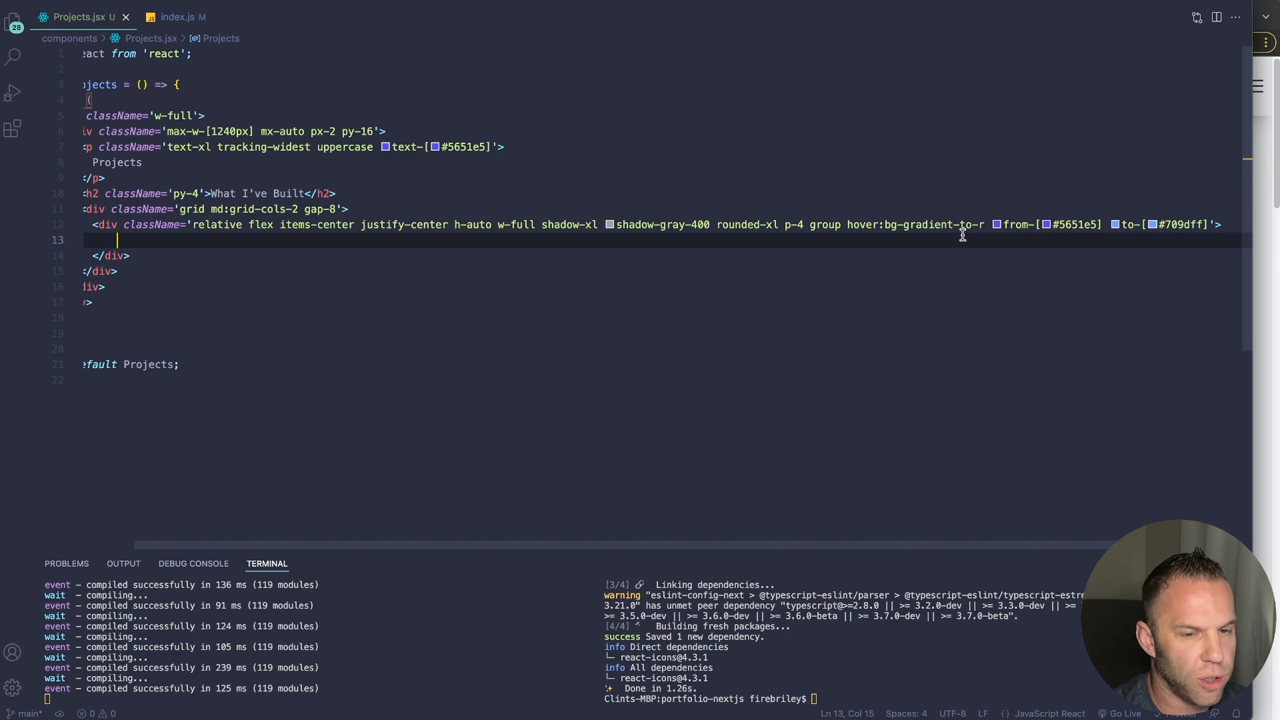 Projects.jsx U
index.js M
components > Projects.jsx > Projects
28
1 eact from 'react';
2
3 ojects = () => {
4 (
5 className='w-full'>
6 iv className='max-w-[1240px] mx-auto px-2 py-16'>
7 <p className='text-xl tracking-widest uppercase text-[#5651e5]'>
8 Projects
9 </p>
10 <h2 className='py-4'>What I've Built</h2>
11 <div className='grid md:grid-cols-2 gap-8'>
12 <div className='relative flex items-center justify-center h-auto w-full shadow-xl shadow-gray-400 rounded-xl p-4 group hover:bg-gradient-to-r from-[#5651e5] to-[#709dff]'>
13
14 </div>
15 </div>
16 div>
17 v>
18
19
20
21 efault Projects;
22
PROBLEMS OUTPUT DEBUG CONSOLE TERMINAL
event - compiled successfully in 136 ms (119 modules)
wait - compiling...
event - compiled successfully in 91 ms (119 modules)
wait - compiling...
event - compiled successfully in 124 ms (119 modules)
wait - compiling...
event - compiled successfully in 105 ms (119 modules)
wait - compiling...
event - compiled successfully in 239 ms (119 modules)
wait - compiling...
event - compiled successfully in 125 ms (119 modules)
[3/4] Linking dependencies...
warning "eslint-config-next > @typescript-eslint/parser > @typescript-eslint/typescript-estre
3.21.0" has unmet peer dependency "typescript@>=2.8.0 || >= 3.2.0-dev || >= 3.3.0-dev || >=
>= 3.5.0-dev || >= 3.6.0-dev || >= 3.6.0-beta || >= 3.7.0-dev || >= 3.7.0-beta".
[4/4] Building fresh packages...
success Saved 1 new dependency.
info Direct dependencies
└─ react-icons@4.3.1
info All dependencies
└─ react-icons@4.3.1
Done in 1.26s.
Clints-MBP:portfolio-nextjs firebriley$
main* 0 0 Ln 13, Col 15 Spaces: 4 UTF-8 LF { } JavaScript React Go Live Prettier